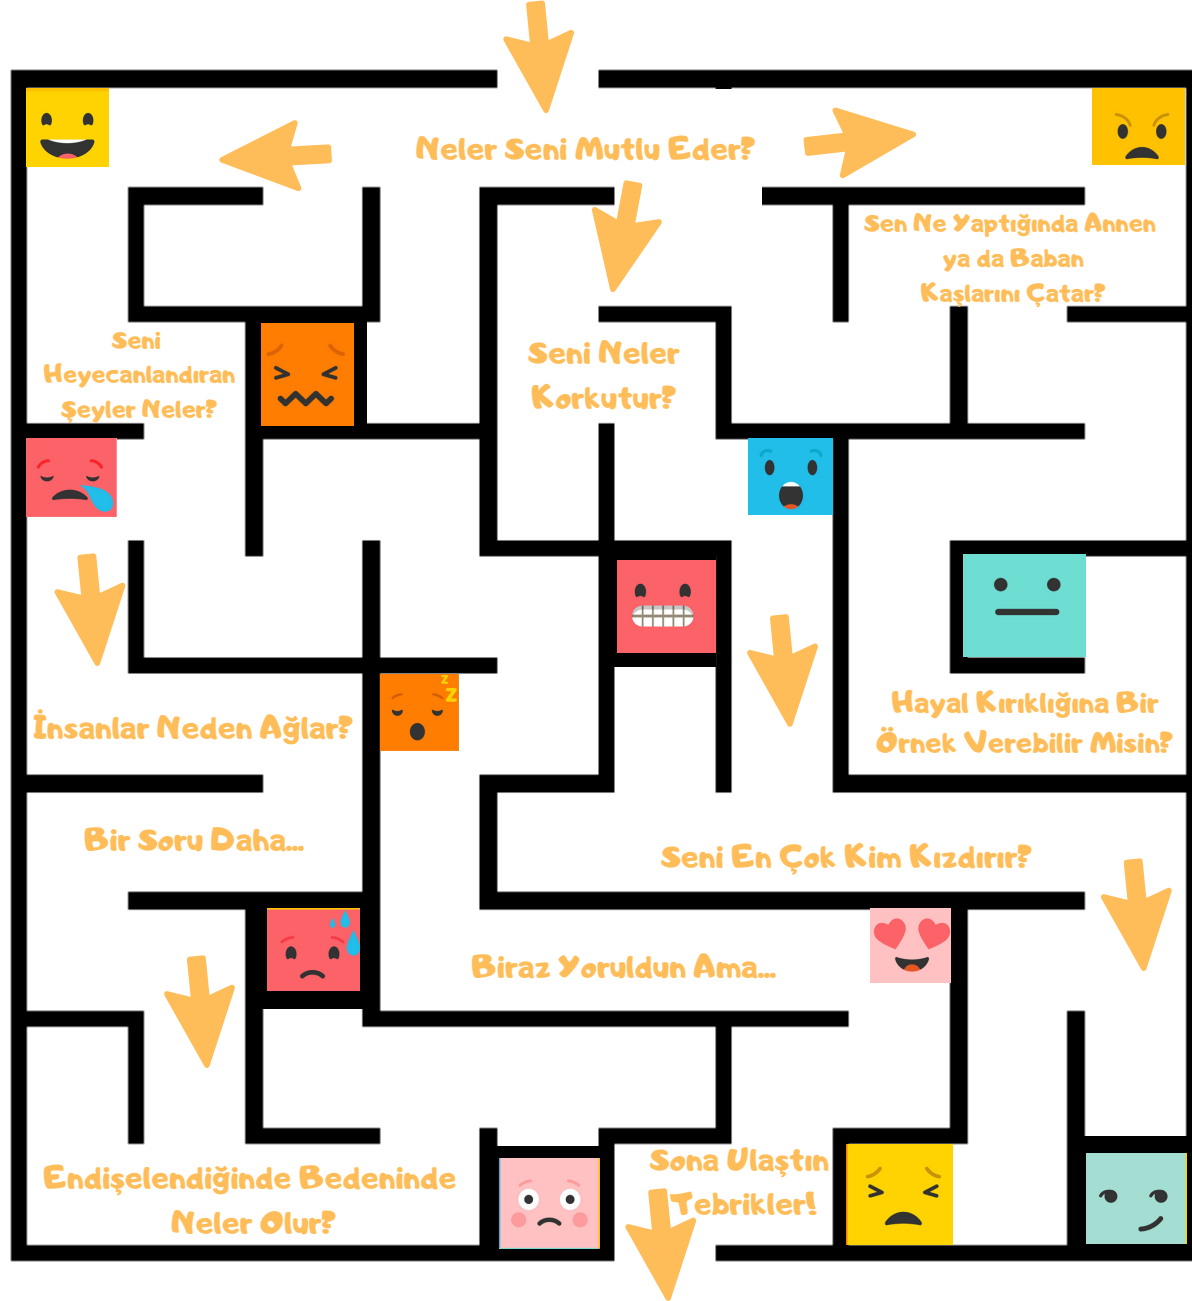 Neler Seni Mutlu Eder?
Sen Ne Yaptığında Annen
ya da Baban
Kaşlarını Çatar?
Seni
Heyecanlandıran
Şeyler Neler?
Seni Neler
Korkutur?
z
z
İnsanlar Neden Ağlar?
Hayal Kırıklığına Bir
Örnek Verebilir Misin?
Bir Soru Daha...
Seni En Çok Kim Kızdırır?
Biraz Yoruldun Ama...
Endişelendiğinde Bedeninde
Neler Olur?
Sona Ulaştın
Tebrikler!